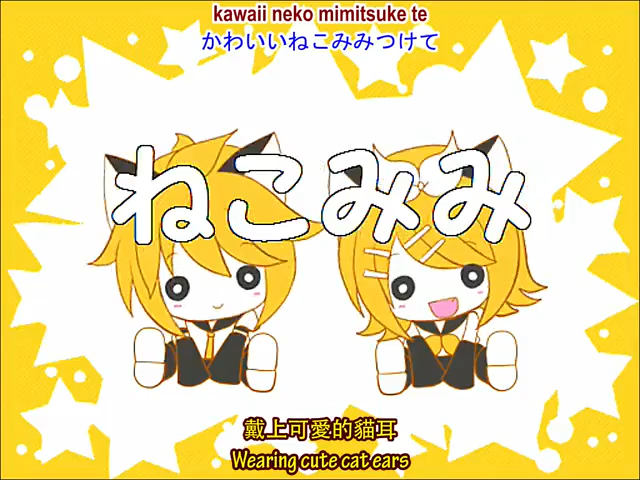 kawaii neko mimitsuke te
かわいいねこみみつけて
ねこみみ
戴上可愛的貓耳
Wearing cute cat ears